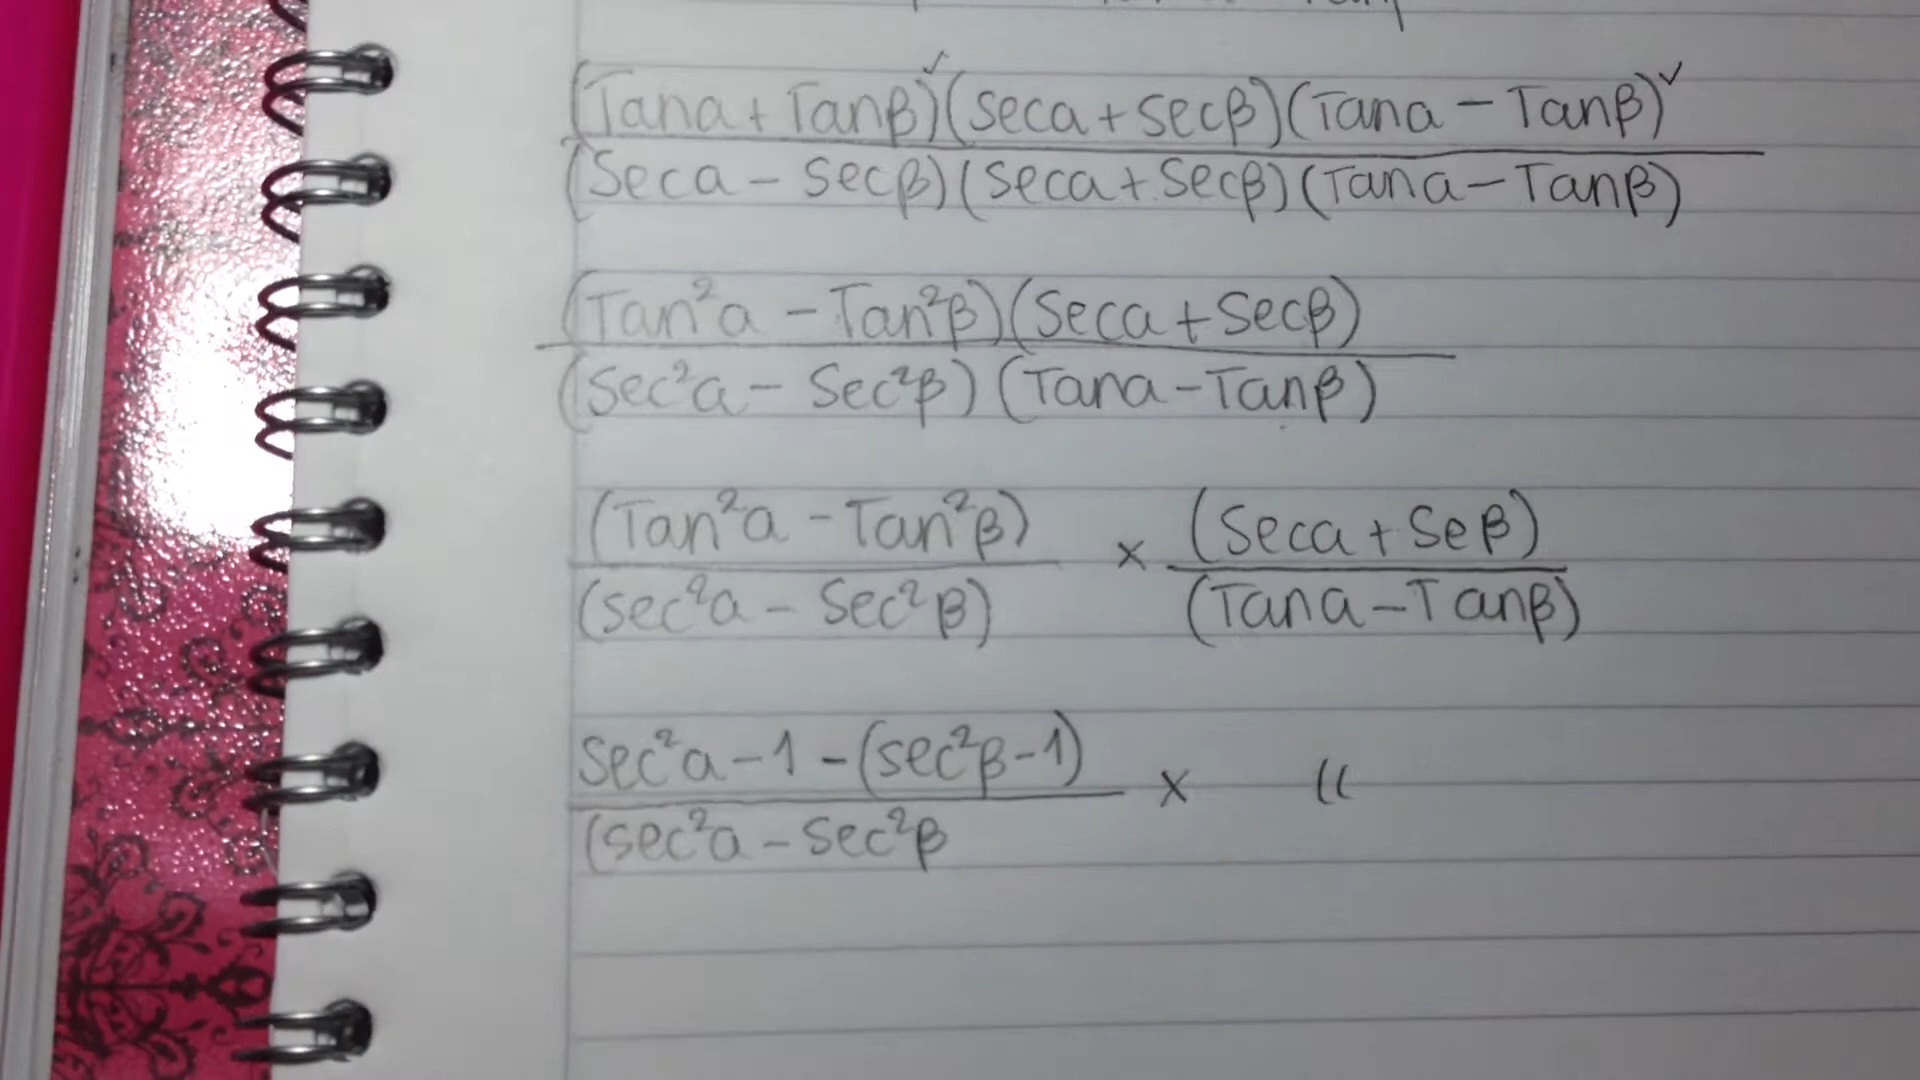 (Tana + Tanβ)✓(seca + secβ)(Tana − Tanβ)✓
(Seca − Secβ)(Seca + Secβ)(Tana − Tanβ)
(Tan²a − Tan²β)(Seca + Secβ)
(Sec²a − Sec²β)(Tana − Tanβ)
(Tan²a − Tan²β) × (Seca + Seβ)
(sec²a − Sec²β) (Tana − Tanβ)
Sec²a − 1 − (sec²β − 1) × ((
(sec²a − Sec²β